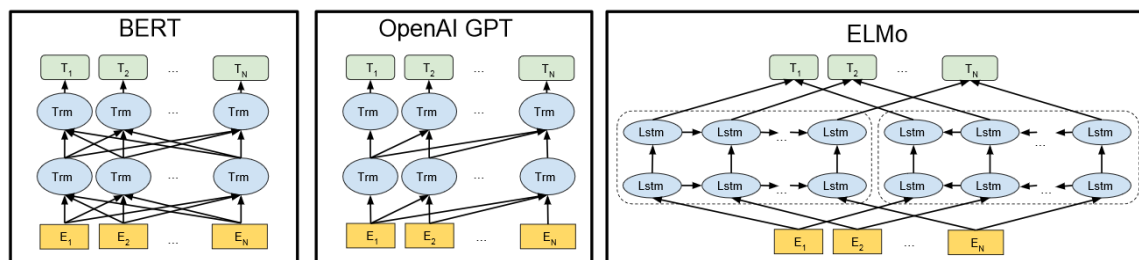 BERT
T1 T2 ... TN
Trm Trm ... Trm
Trm Trm ... Trm
E1 E2 ... EN
OpenAI GPT
T1 T2 ... TN
Trm Trm ... Trm
Trm Trm ... Trm
E1 E2 ... EN
ELMo
T1 T2 ... TN
Lstm Lstm ... Lstm Lstm Lstm ... Lstm
Lstm Lstm ... Lstm Lstm Lstm ... Lstm
E1 E2 ... EN